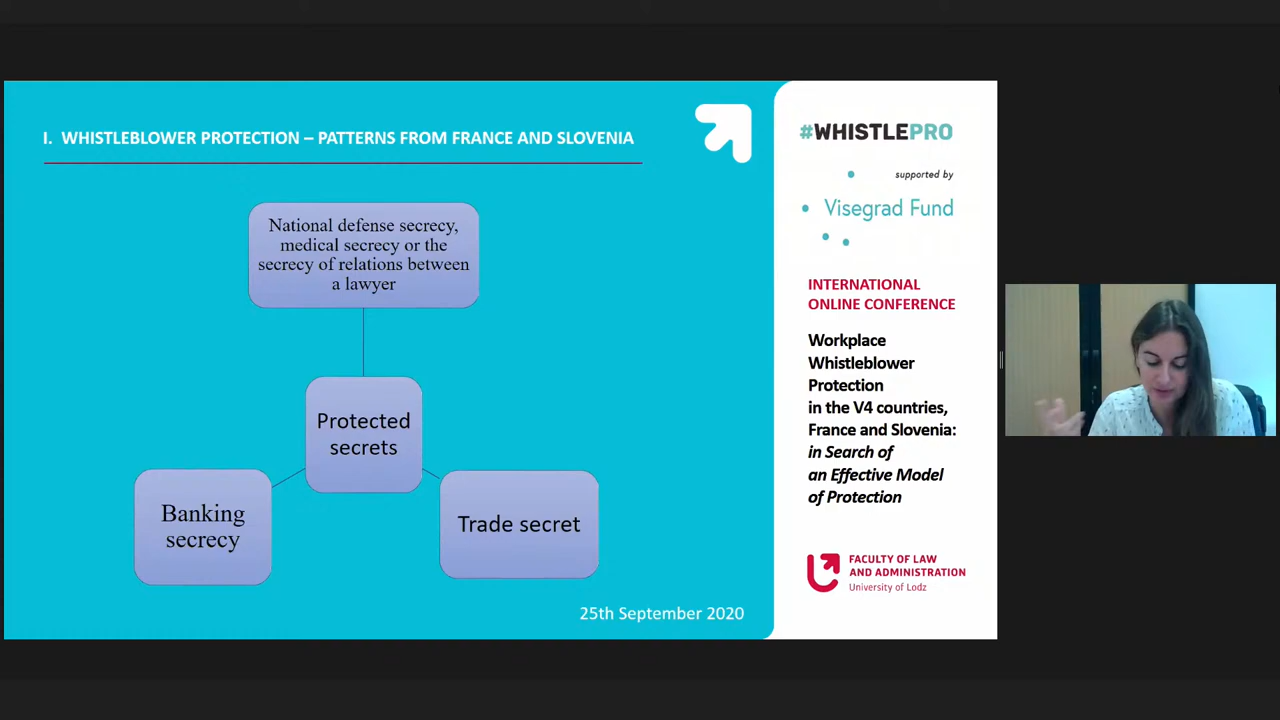 I. WHISTLEBLOWER PROTECTION – PATTERNS FROM FRANCE AND SLOVENIA
National defense secrecy,
medical secrecy or the
secrecy of relations between
a lawyer
Protected
secrets
Banking
secrecy
Trade secret
25th September 2020
#WHISTLEPRO
supported by
Visegrad Fund
INTERNATIONAL
ONLINE CONFERENCE
Workplace
Whistleblower
Protection
in the V4 countries,
France and Slovenia:
in Search of
an Effective Model
of Protection
FACULTY OF LAW
AND ADMINISTRATION
University of Lodz